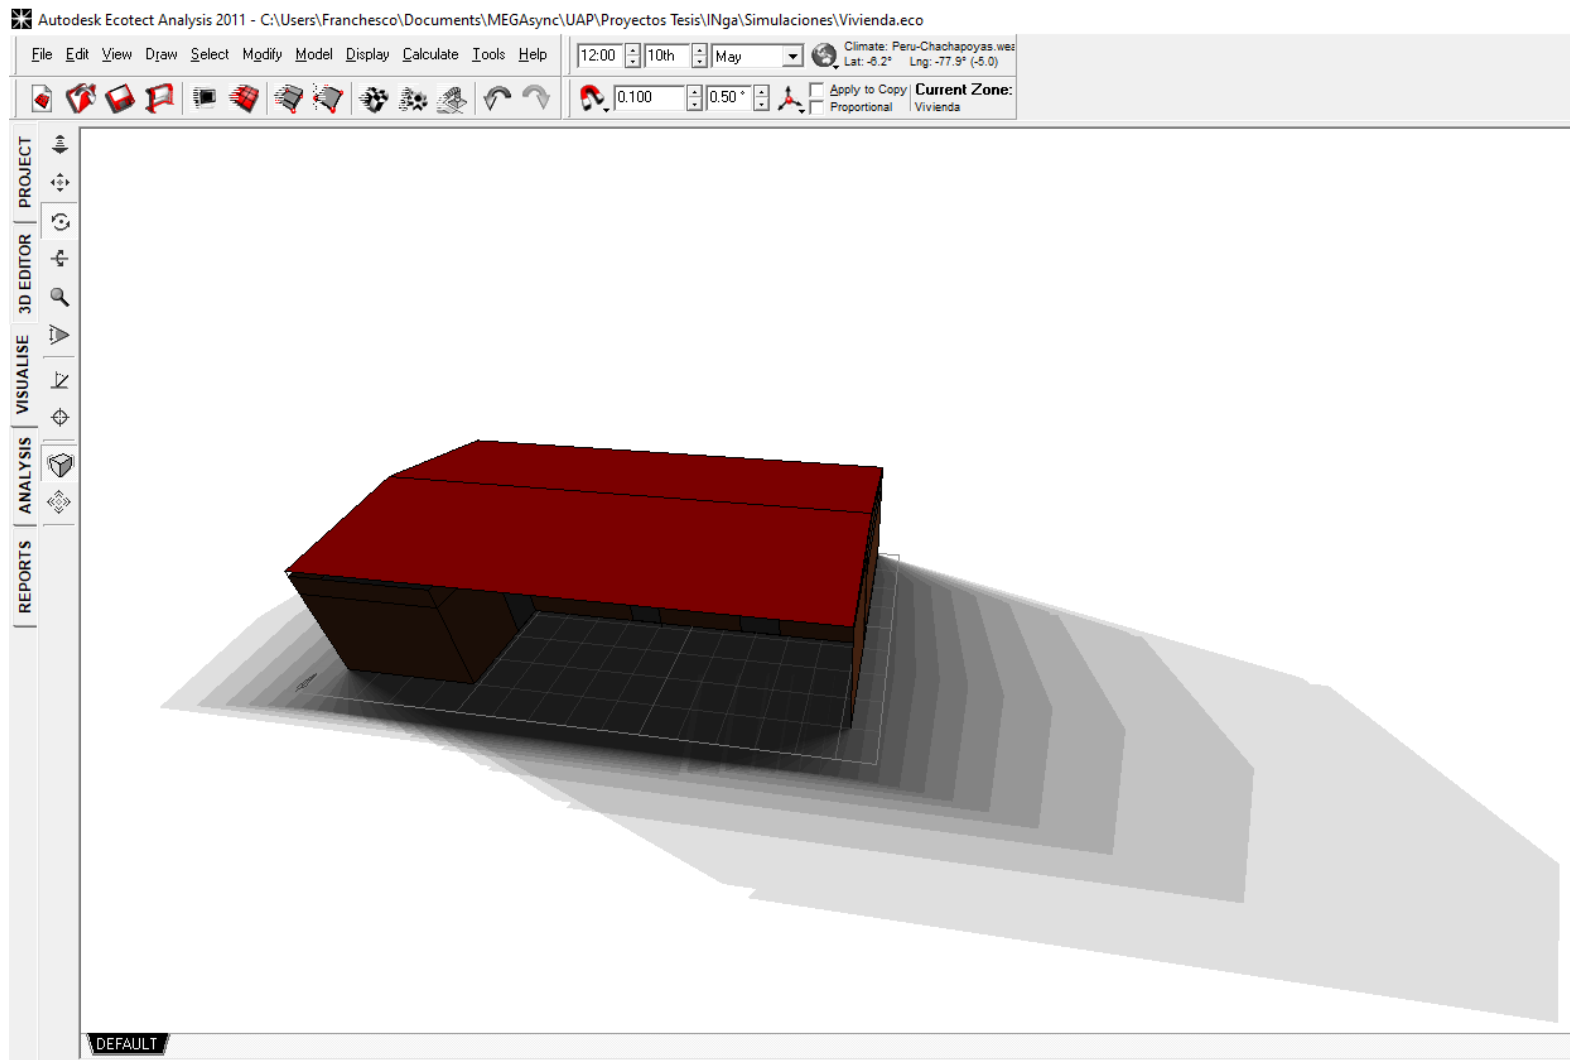 Autodesk Ecotect Analysis 2011 - C:\Users\Franchesco\Documents\MEGAsync\UAP\Proyectos Tesis\INga\Simulaciones\Vivienda.eco
File Edit View Draw Select Modify Model Display Calculate Tools Help
12:00 10th May
Climate: Peru-Chachapoyas.wea
Lat: -6.2° Lng: -77.9° (-5.0)
0.100 0.50 °
Apply to Copy
Proportional
Current Zone:
Vivienda
PROJECT
3D EDITOR
VISUALISE
ANALYSIS
REPORTS
DEFAULT